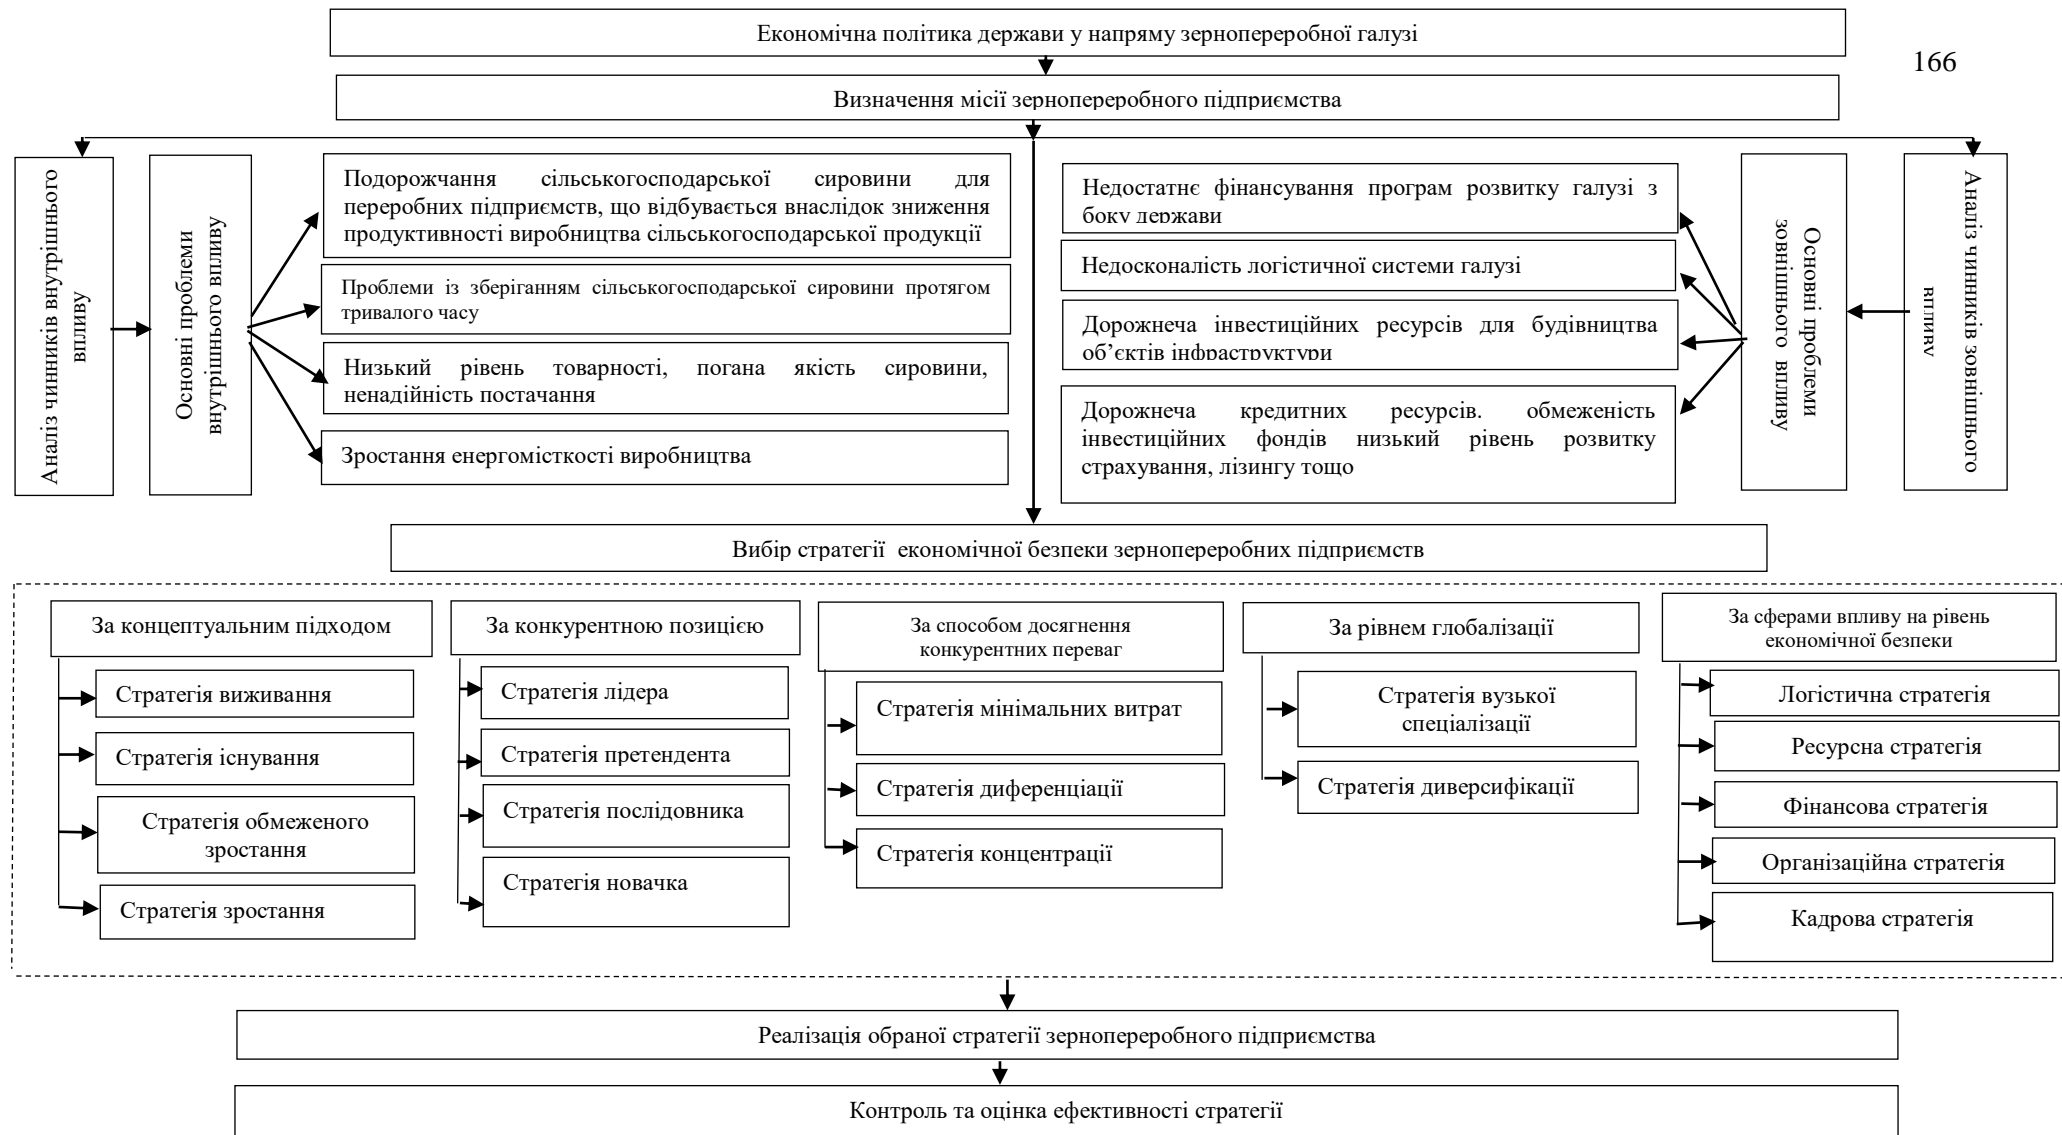 Економічна політика держави у напряму зернопереробної галузі
166
Визначення місії зернопереробного підприємства
Аналіз чинників внутрішнього
впливу
Основні проблеми
внутрішнього впливу
Подорожчання сільськогосподарської сировини для
переробних підприємств, що відбувається внаслідок зниження
продуктивності виробництва сільськогосподарської продукції
Проблеми із зберіганням сільськогосподарської сировини протягом
тривалого часу
Низький рівень товарності, погана якість сировини,
ненадійність постачання
Зростання енергомісткості виробництва
Недостатнє фінансування програм розвитку галузі з
боку держави
Недосконалість логістичної системи галузі
Дорожнеча інвестиційних ресурсів для будівництва
об’єктів інфраструктури
Дорожнеча кредитних ресурсів. обмеженість
інвестиційних фондів низький рівень розвитку
страхування, лізингу тощо
Основні проблеми
зовнішнього впливу
Аналіз чинників зовнішнього
впливу
Вибір стратегії економічної безпеки зернопереробних підприємств
За концептуальним підходом
Стратегія виживання
Стратегія існування
Стратегія обмеженого
зростання
Стратегія зростання
За конкурентною позицією
Стратегія лідера
Стратегія претендента
Стратегія послідовника
Стратегія новачка
За способом досягнення
конкурентних переваг
Стратегія мінімальних витрат
Стратегія диференціації
Стратегія концентрації
За рівнем глобалізації
Стратегія вузької
спеціалізації
Стратегія диверсифікації
За сферами впливу на рівень
економічної безпеки
Логістична стратегія
Ресурсна стратегія
Фінансова стратегія
Організаційна стратегія
Кадрова стратегія
Реалізація обраної стратегії зернопереробного підприємства
Контроль та оцінка ефективності стратегії